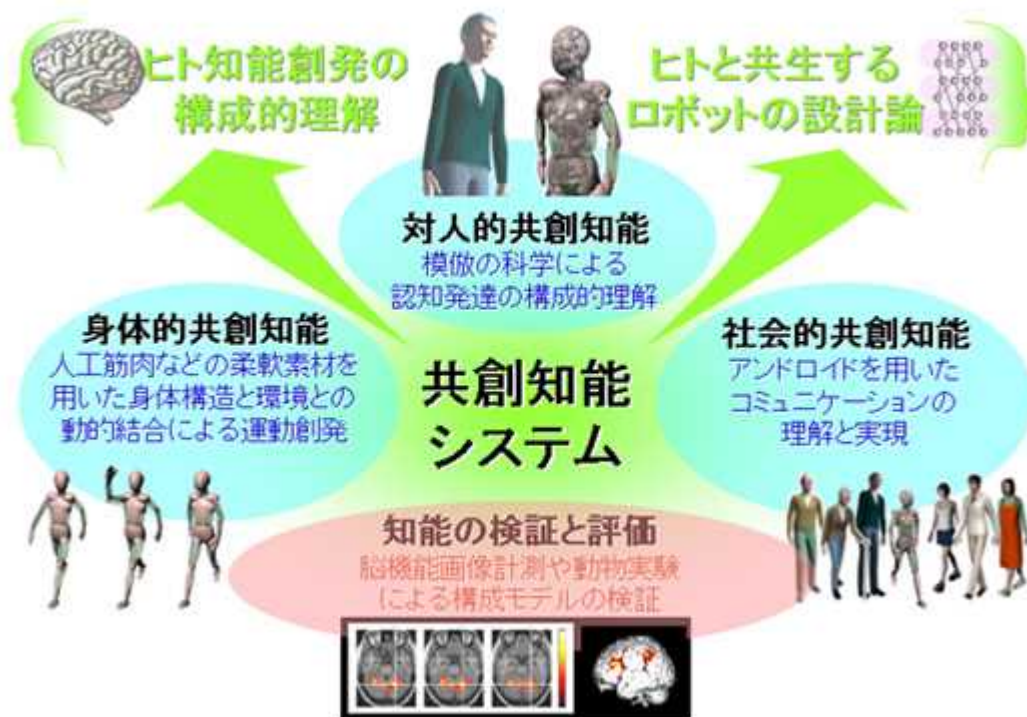 ヒト知能創発の
構成的理解
ヒトと共生する
ロボットの設計論
対人的共創知能
模倣の科学による
認知発達の構成的理解
身体的共創知能
人工筋肉などの柔軟素材を
用いた身体構造と環境との
動的結合による運動創発
社会的共創知能
アンドロイドを用いた
コミュニケーションの
理解と実現
共創知能
システム
知能の検証と評価
脳機能画像計測や動物実験
による構成モデルの検証